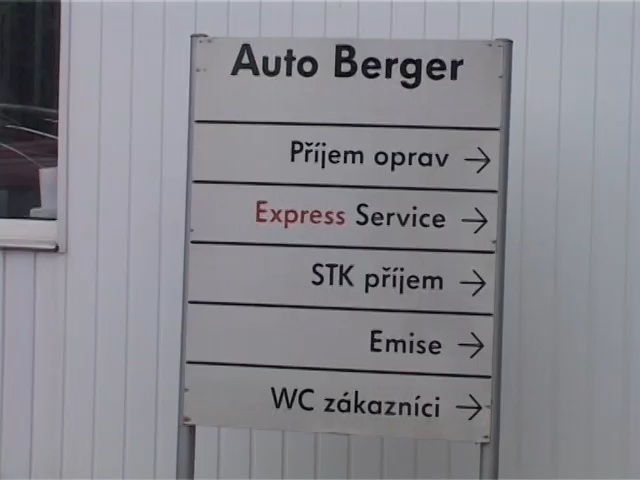 Auto Berger
Příjem oprav →
Express Service →
STK příjem →
Emise →
WC zákazníci →